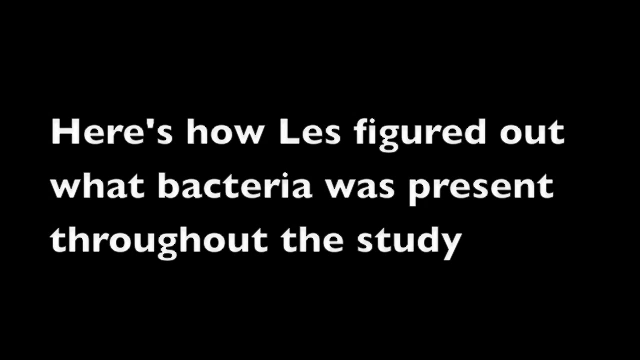 Here's how Les figured out
what bacteria was present
throughout the study